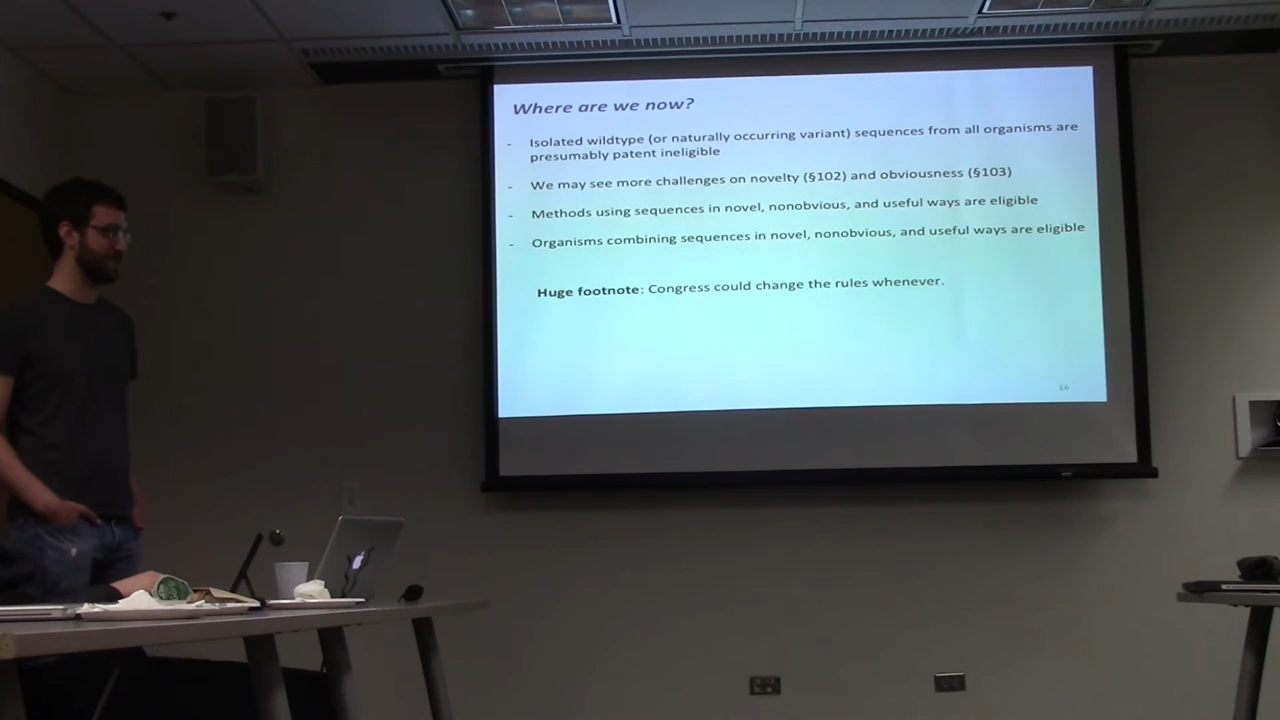 Where are we now?
- Isolated wildtype (or naturally occurring variant) sequences from all organisms are
presumably patent ineligible
- We may see more challenges on novelty (§102) and obviousness (§103)
- Methods using sequences in novel, nonobvious, and useful ways are eligible
- Organisms combining sequences in novel, nonobvious, and useful ways are eligible
Huge footnote: Congress could change the rules whenever.
16